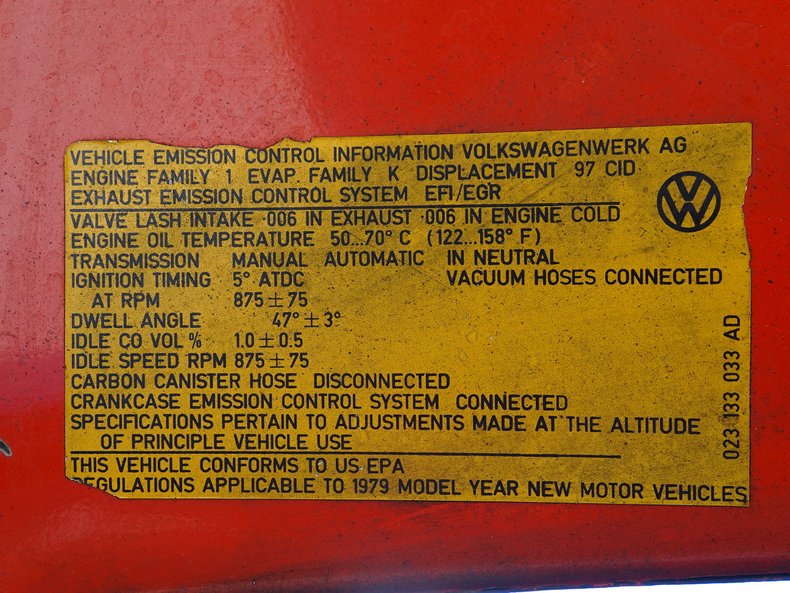 VEHICLE EMISSION CONTROL INFORMATION VOLKSWAGENWERK AG
ENGINE FAMILY 1 EVAP. FAMILY K DISPLACEMENT 97 CID
EXHAUST EMISSION CONTROL SYSTEM EFI/EGR
VALVE LASH INTAKE .006 IN EXHAUST .006 IN ENGINE COLD
ENGINE OIL TEMPERATURE 50...70° C (122...158° F)
TRANSMISSION MANUAL AUTOMATIC IN NEUTRAL
IGNITION TIMING 5° ATDC VACUUM HOSES CONNECTED
AT RPM 875 ± 75
DWELL ANGLE 47° ± 3°
IDLE CO VOL % 1.0 ± 0.5
IDLE SPEED RPM 875 ± 75
CARBON CANISTER HOSE DISCONNECTED
CRANKCASE EMISSION CONTROL SYSTEM CONNECTED
SPECIFICATIONS PERTAIN TO ADJUSTMENTS MADE AT THE ALTITUDE
OF PRINCIPLE VEHICLE USE
THIS VEHICLE CONFORMS TO US EPA
REGULATIONS APPLICABLE TO 1979 MODEL YEAR NEW MOTOR VEHICLES
VW
023 133 033 AD